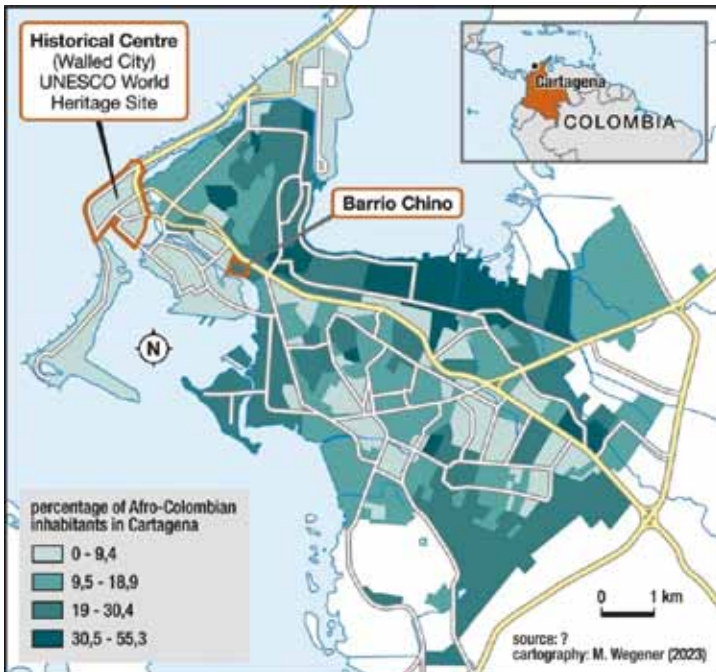 Historical Centre
(Walled City)
UNESCO World
Heritage Site
Cartagena
COLOMBIA
Barrio Chino
N
percentage of Afro-Colombian
inhabitants in Cartagena
0 - 9,4
9,5 - 18,9
19 - 30,4
30,5 - 55,3
0 1 km
source: ?
cartography: M. Wegener (2023)